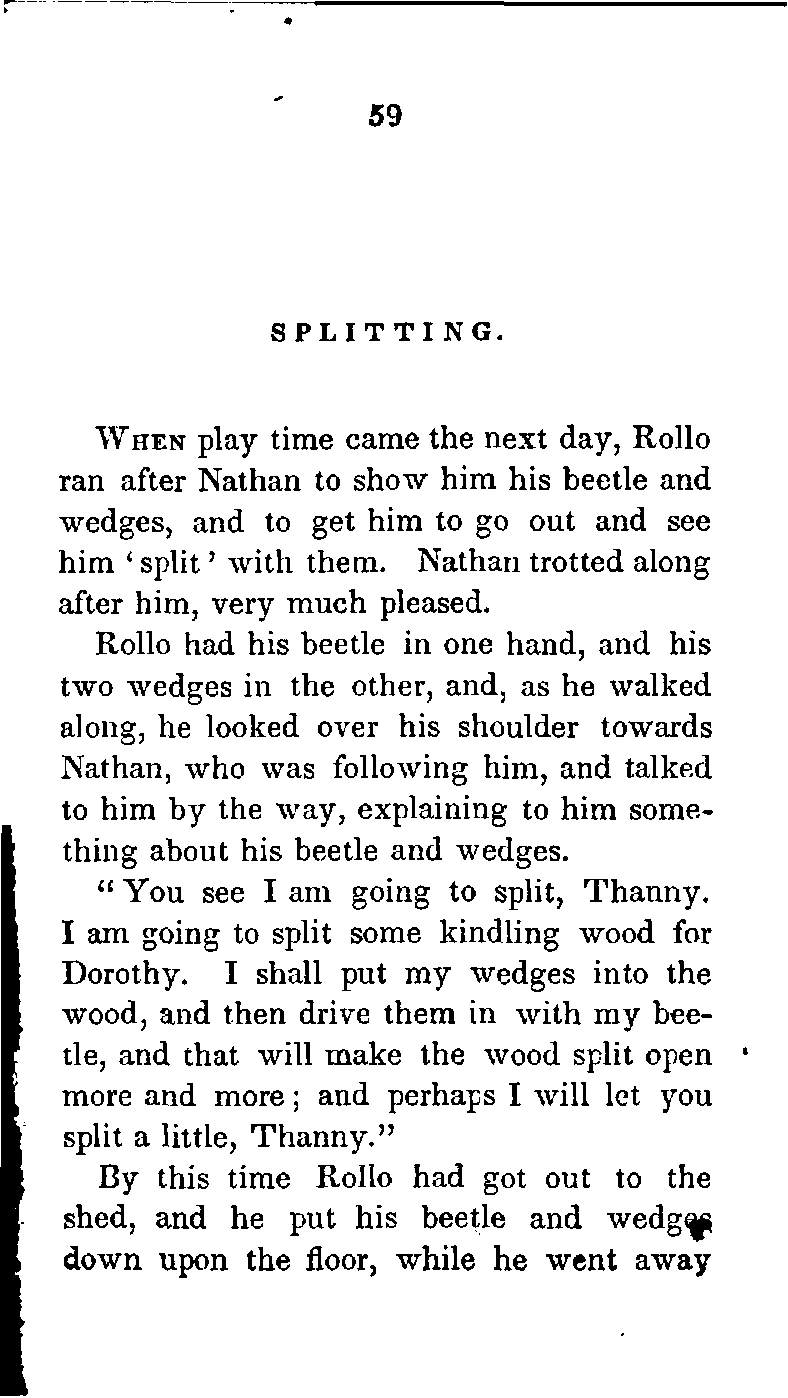 59
SPLITTING.
When play time came the next day, Rollo
ran after Nathan to show him his beetle and
wedges, and to get him to go out and see
him ‘split’ with them. Nathan trotted along
after him, very much pleased.
Rollo had his beetle in one hand, and his
two wedges in the other, and, as he walked
along, he looked over his shoulder towards
Nathan, who was following him, and talked
to him by the way, explaining to him some-
thing about his beetle and wedges.
“You see I am going to split, Thanny.
I am going to split some kindling wood for
Dorothy. I shall put my wedges into the
wood, and then drive them in with my bee-
tle, and that will make the wood split open
more and more; and perhaps I will let you
split a little, Thanny.”
By this time Rollo had got out to the
shed, and he put his beetle and wedges
down upon the floor, while he went away